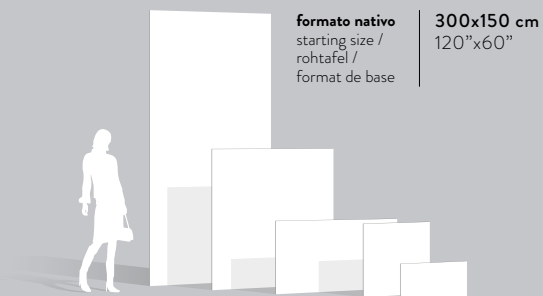 formato nativo
starting size /
rohtafel /
format de base
300x150 cm
120”x60”